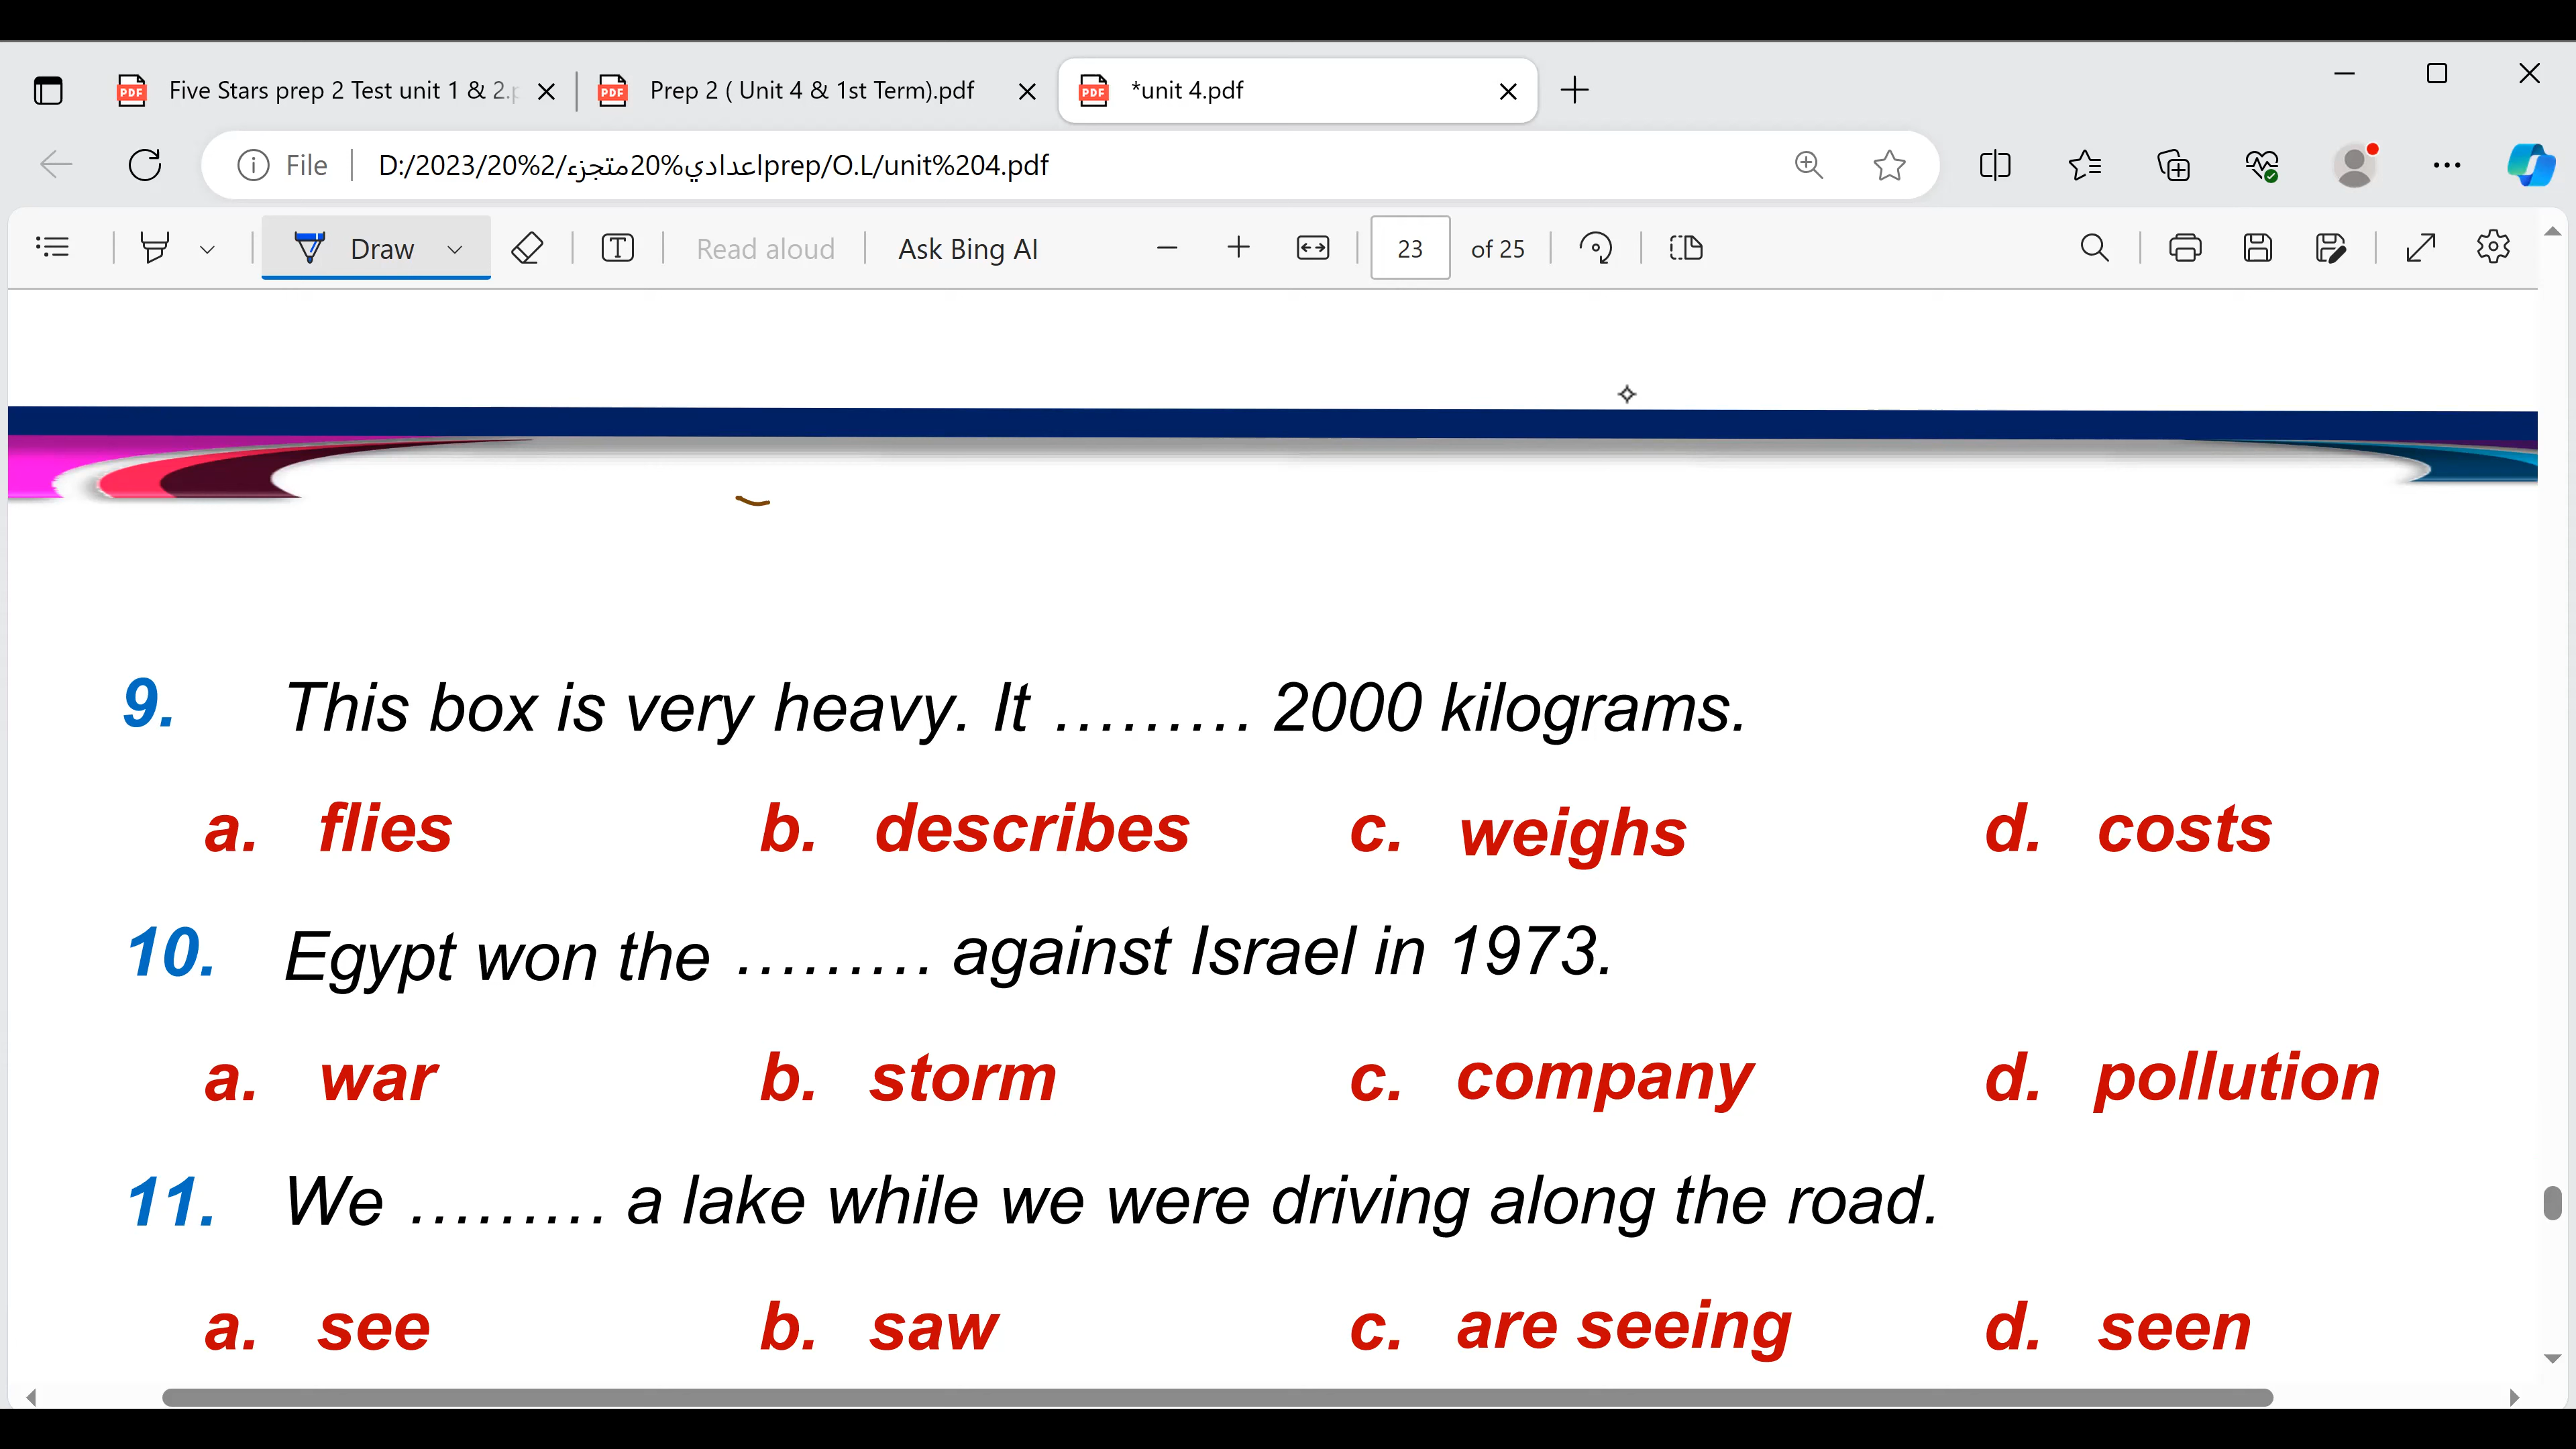 Five Stars prep 2 Test unit 1 & 2.p
Prep 2 ( Unit 4 & 1st Term).pdf
*unit 4.pdf
File D:/2023/20%2/اعدادي%20متجزء/prep/O.L/unit%204.pdf
Draw Read aloud Ask Bing AI 23 of 25
9. This box is very heavy. It ......... 2000 kilograms.
a. flies b. describes c. weighs d. costs
10. Egypt won the ......... against Israel in 1973.
a. war b. storm c. company d. pollution
11. We ......... a lake while we were driving along the road.
a. see b. saw c. are seeing d. seen